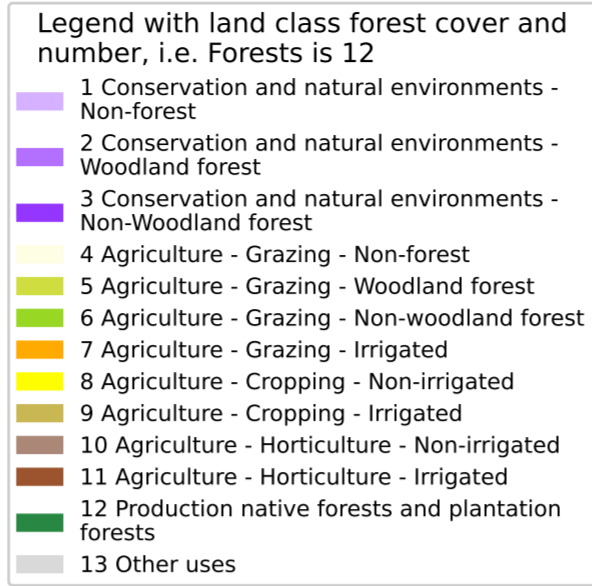 Legend with land class forest cover and
number, i.e. Forests is 12
1 Conservation and natural environments -
Non-forest
2 Conservation and natural environments -
Woodland forest
3 Conservation and natural environments -
Non-Woodland forest
4 Agriculture - Grazing - Non-forest
5 Agriculture - Grazing - Woodland forest
6 Agriculture - Grazing - Non-woodland forest
7 Agriculture - Grazing - Irrigated
8 Agriculture - Cropping - Non-irrigated
9 Agriculture - Cropping - Irrigated
10 Agriculture - Horticulture - Non-irrigated
11 Agriculture - Horticulture - Irrigated
12 Production native forests and plantation
forests
13 Other uses